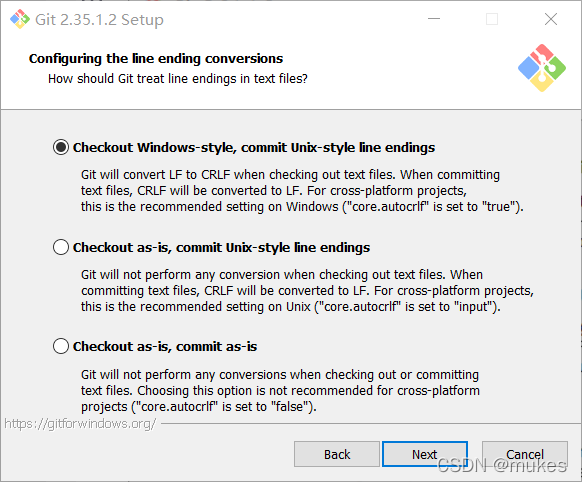 Git 2.35.1.2 Setup
Configuring the line ending conversions
How should Git treat line endings in text files?
Checkout Windows-style, commit Unix-style line endings
Git will convert LF to CRLF when checking out text files. When committing
text files, CRLF will be converted to LF. For cross-platform projects,
this is the recommended setting on Windows ("core.autocrlf" is set to "true").
Checkout as-is, commit Unix-style line endings
Git will not perform any conversion when checking out text files. When
committing text files, CRLF will be converted to LF. For cross-platform projects,
this is the recommended setting on Unix ("core.autocrlf" is set to "input").
Checkout as-is, commit as-is
Git will not perform any conversions when checking out or committing
text files. Choosing this option is not recommended for cross-platform
projects ("core.autocrlf" is set to "false").
https://gitforwindows.org/
Back Next Cancel
CSDN @mukes